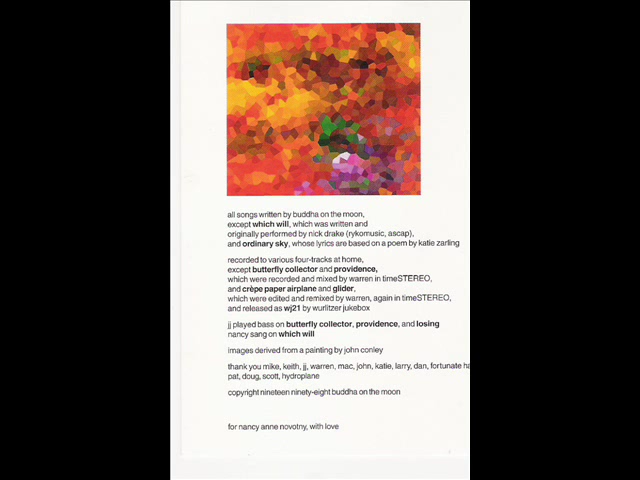 all songs written by buddha on the moon,
except which will, which was written and
originally performed by nick drake (rykomusic, ascap),
and ordinary sky, whose lyrics are based on a poem by katie zarling
recorded to various four-tracks at home,
except butterfly collector and providence,
which were recorded and mixed by warren in timeSTEREO,
and crèpe paper airplane and glider,
which were edited and remixed by warren, again in timeSTEREO,
and released as wj21 by wurlitzer jukebox
jj played bass on butterfly collector, providence, and losing
nancy sang on which will
images derived from a painting by john conley
thank you mike, keith, jj, warren, mac, john, katie, larry, dan, fortunate
pat, doug, scott, hydroplane
copyright nineteen ninety-eight buddha on the moon
for nancy anne novotny, with love